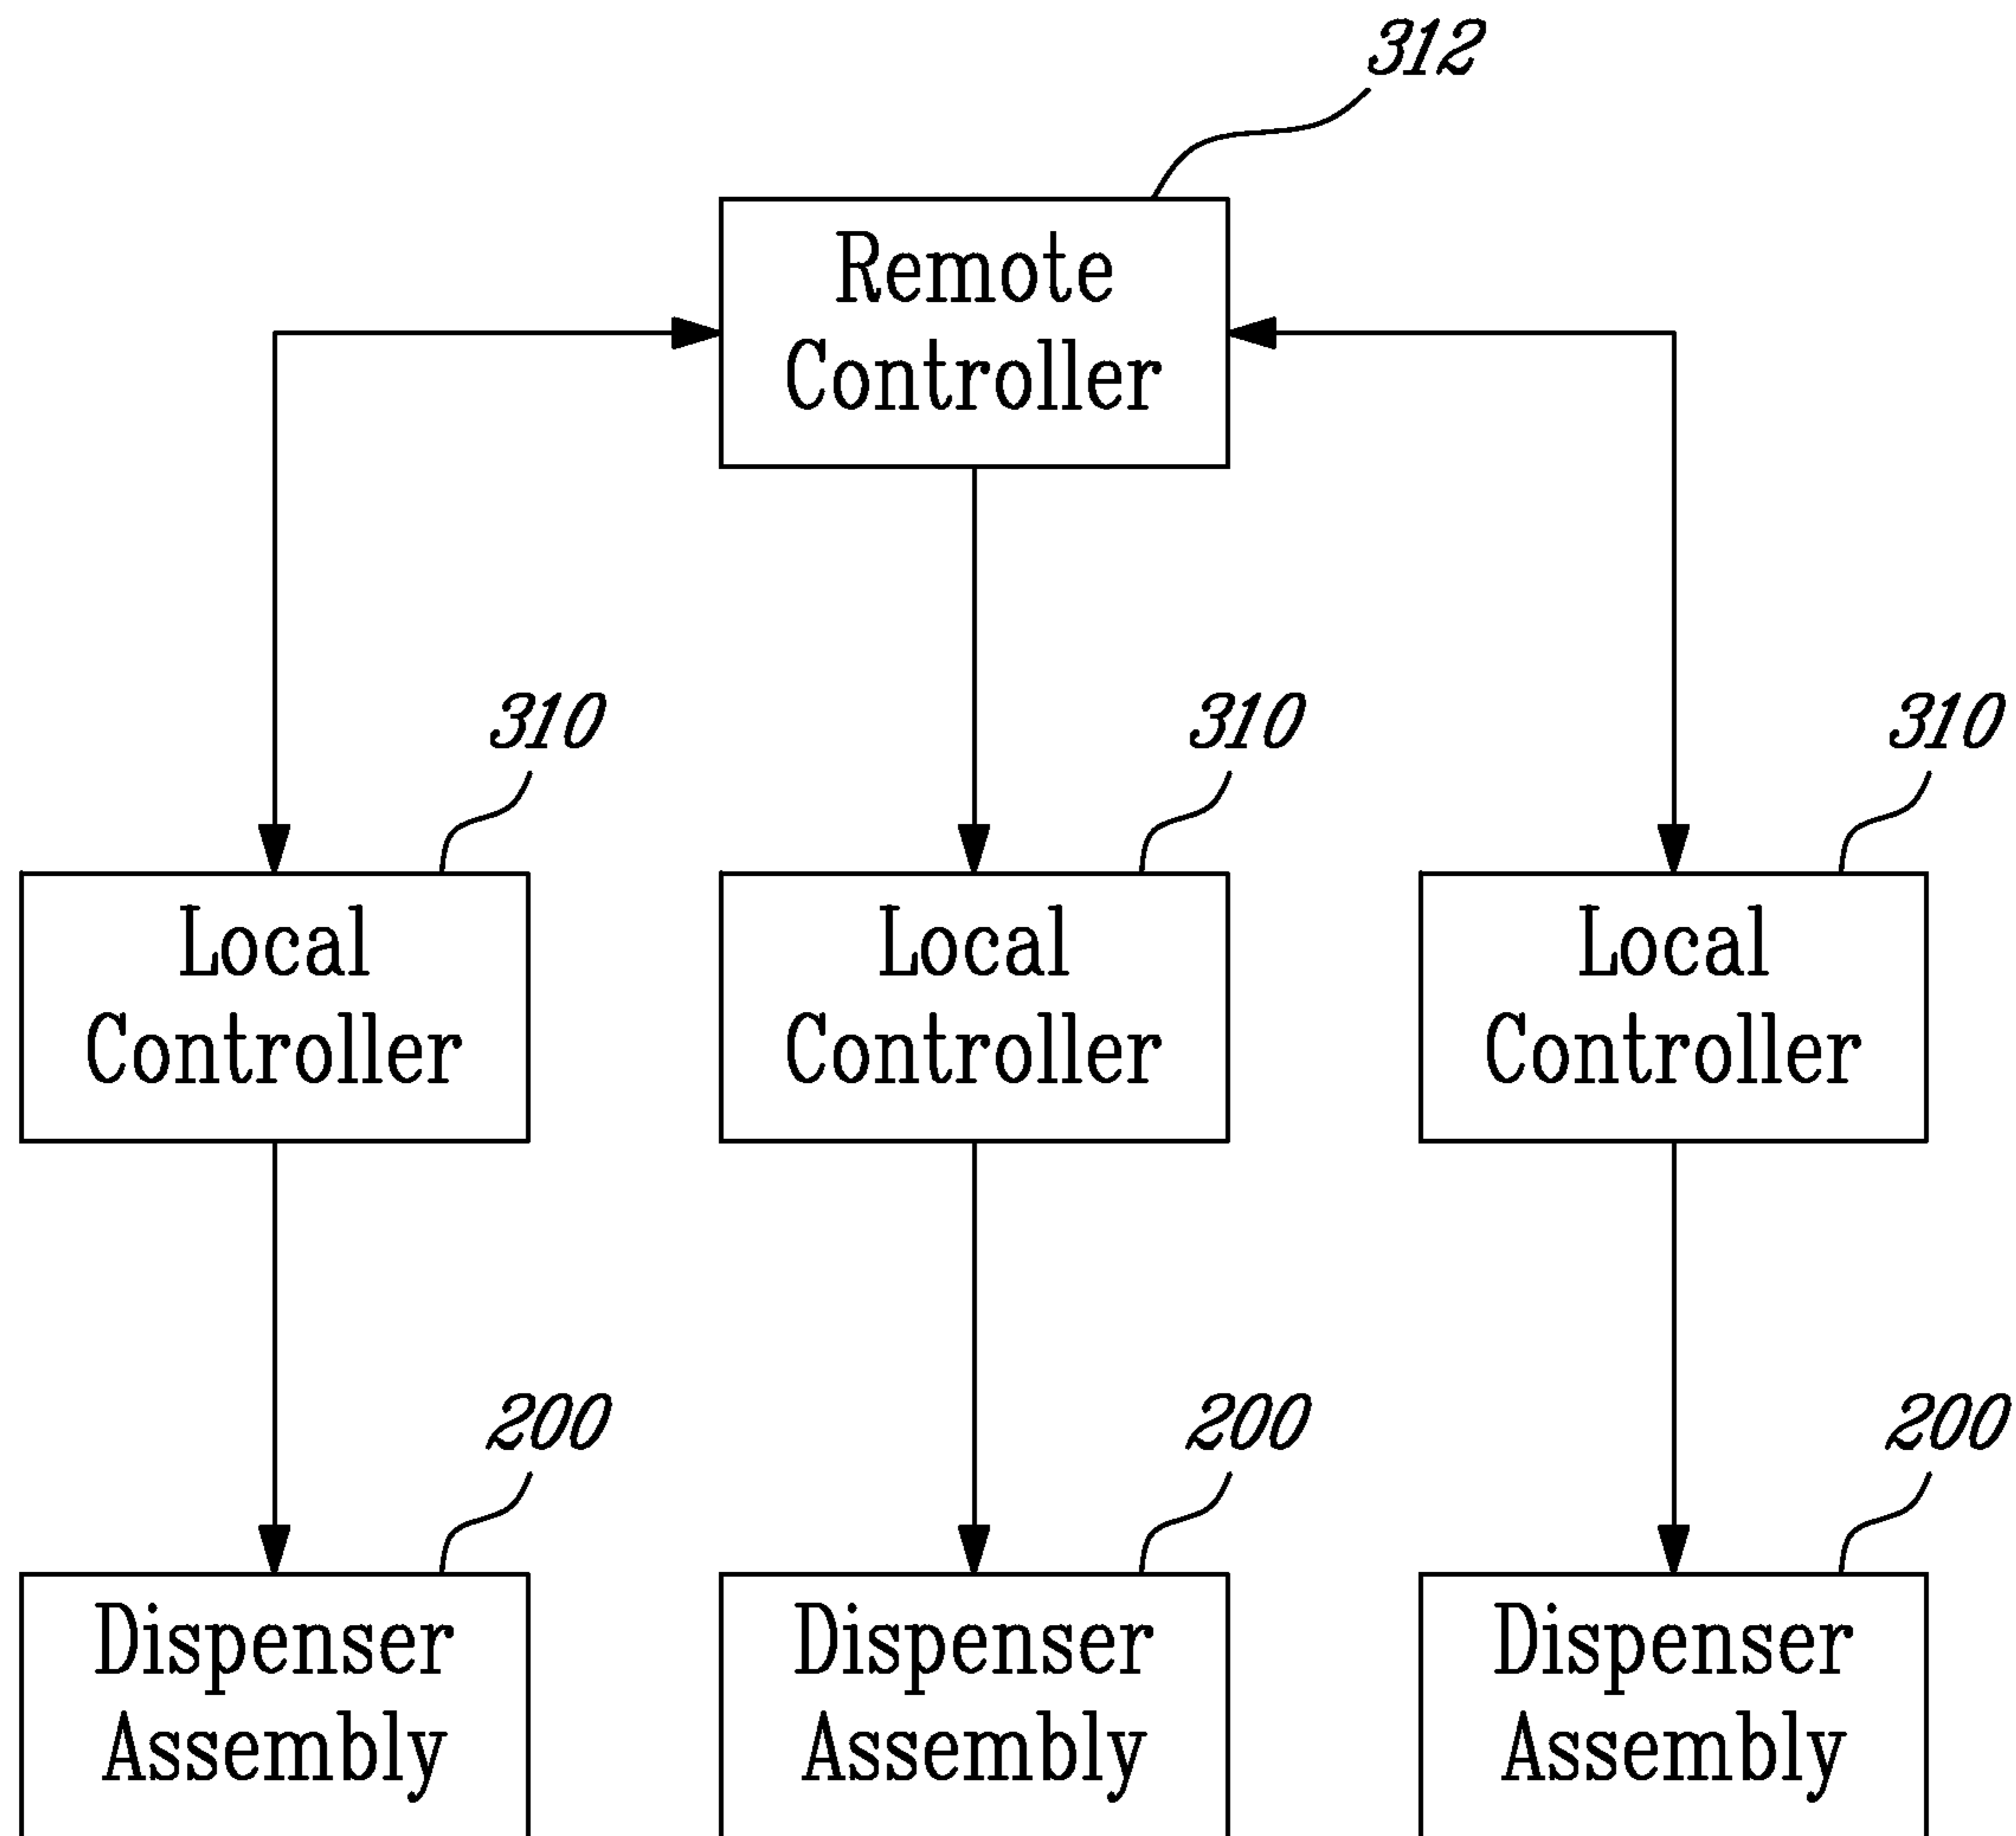 312
Remote
Controller
310
310
310
Local
Controller
Local
Controller
Local
Controller
200
200
200
Dispenser
Assembly
Dispenser
Assembly
Dispenser
Assembly